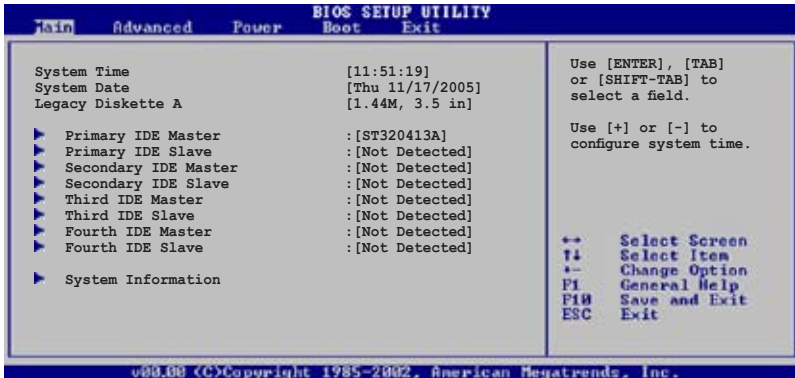 BIOS SETUP UTILITY
Main Advanced Power Boot Exit
System Time [11:51:19]
System Date [Thu 11/17/2005]
Legacy Diskette A [1.44M, 3.5 in]
Primary IDE Master :[ST320413A]
Primary IDE Slave :[Not Detected]
Secondary IDE Master :[Not Detected]
Secondary IDE Slave :[Not Detected]
Third IDE Master :[Not Detected]
Third IDE Slave :[Not Detected]
Fourth IDE Master :[Not Detected]
Fourth IDE Slave :[Not Detected]
System Information
Use [ENTER], [TAB]
or [SHIFT-TAB] to
select a field.
Use [+] or [-] to
configure system time.
↔ Select Screen
↑↓ Select Item
+- Change Option
F1 General Help
F10 Save and Exit
ESC Exit
v00.00 (C)Copyright 1985-2002, American Megatrends, Inc.